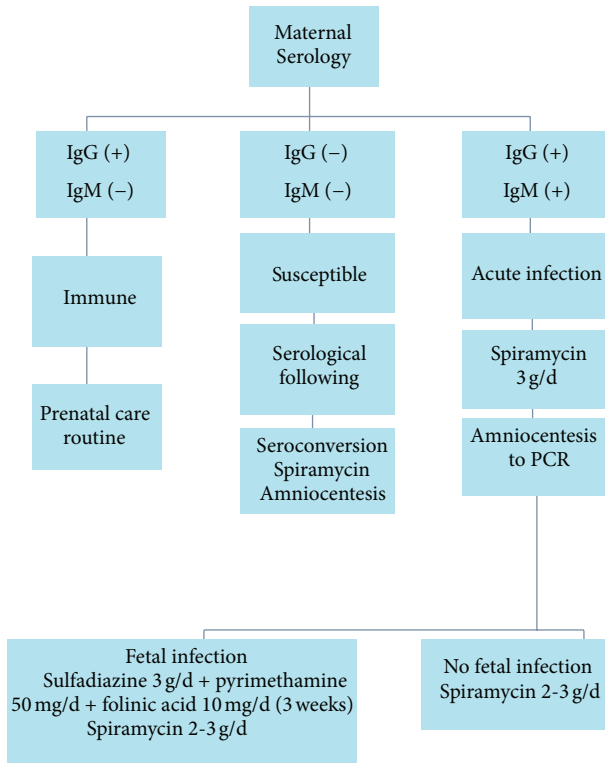 Maternal
Serology
IgG (+)
IgM (−)
IgG (−)
IgM (−)
IgG (+)
IgM (+)
Immune
Susceptible
Acute infection
Prenatal care
routine
Serological
following
Spiramycin
3 g/d
Seroconversion
Spiramycin
Amniocentesis
Amniocentesis
to PCR
Fetal infection
Sulfadiazine 3 g/d + pyrimethamine
50 mg/d + folinic acid 10 mg/d (3 weeks)
Spiramycin 2-3 g/d
No fetal infection
Spiramycin 2-3 g/d